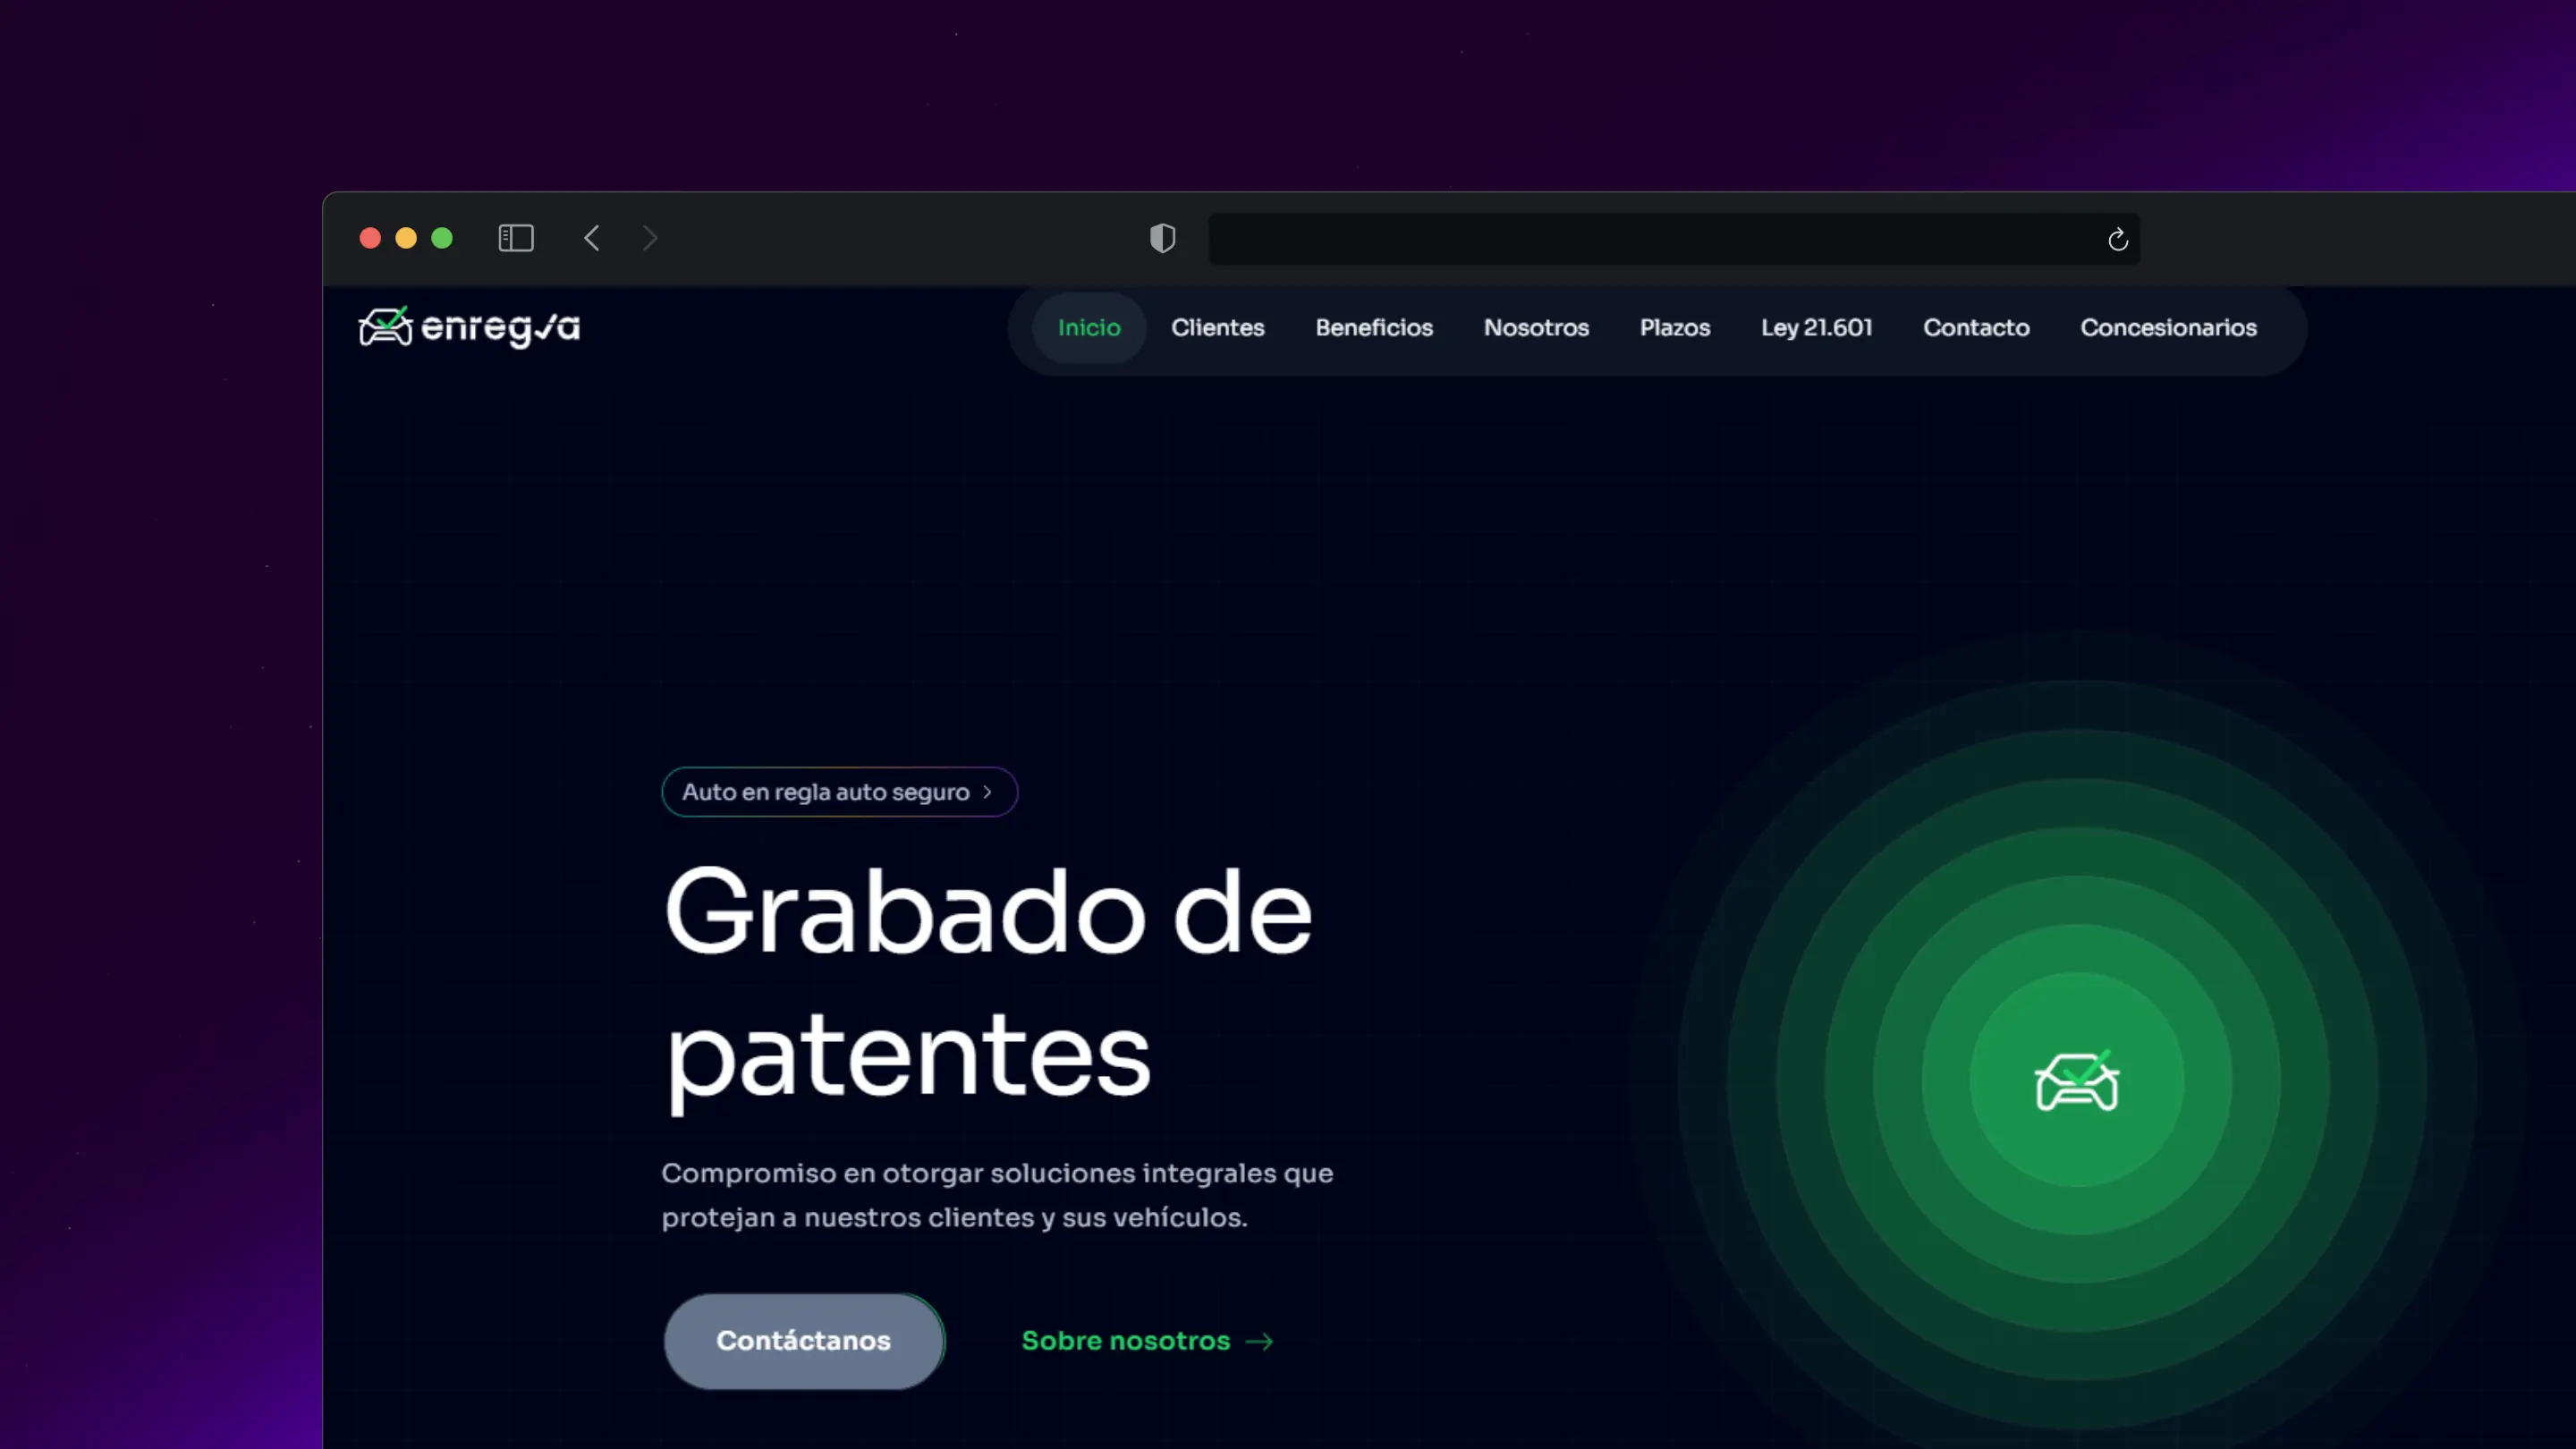 enregla
Inicio Clientes Beneficios Nosotros Plazos Ley 21.601 Contacto Concesionarios
Auto en regla auto seguro
Grabado de
patentes
Compromiso en otorgar soluciones integrales que
protejan a nuestros clientes y sus vehículos.
Contáctanos Sobre nosotros →